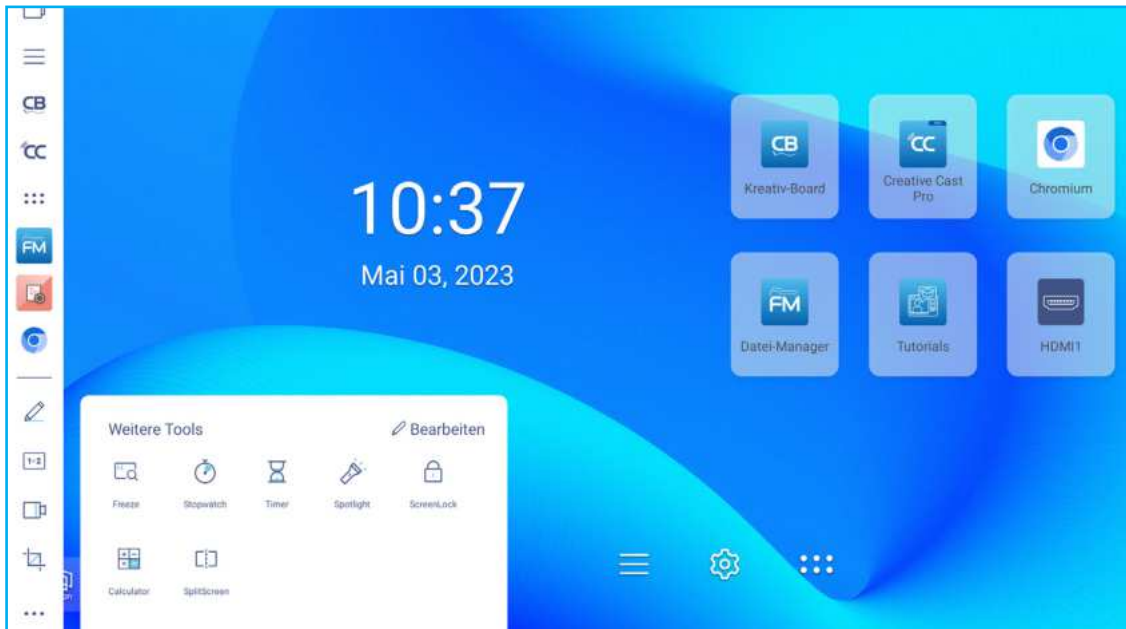 CB
CC
FM
1-2
10:37
Mai 03, 2023
CB
Kreativ-Board
CC
Creative Cast
Pro
Chromium
FM
Datei-Manager
Tutorials
HDMI1
Weitere Tools
Bearbeiten
Freeze
Stopwatch
Timer
Spotlight
ScreenLock
Calculator
SplitScreen